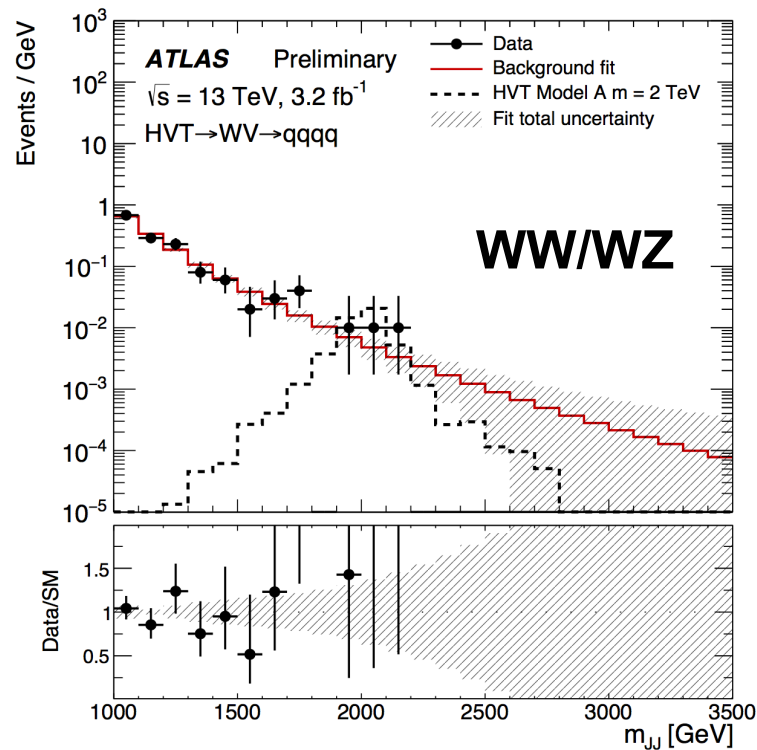 Events / GeV
10³
10²
10
1
10⁻¹
10⁻²
10⁻³
10⁻⁴
10⁻⁵
ATLAS Preliminary
√s = 13 TeV, 3.2 fb⁻¹
HVT→WV→qqqq
Data
Background fit
HVT Model A m = 2 TeV
Fit total uncertainty
WW/WZ
Data/SM
1.5
1
0.5
1000 1500 2000 2500 3000 3500
m_JJ [GeV]